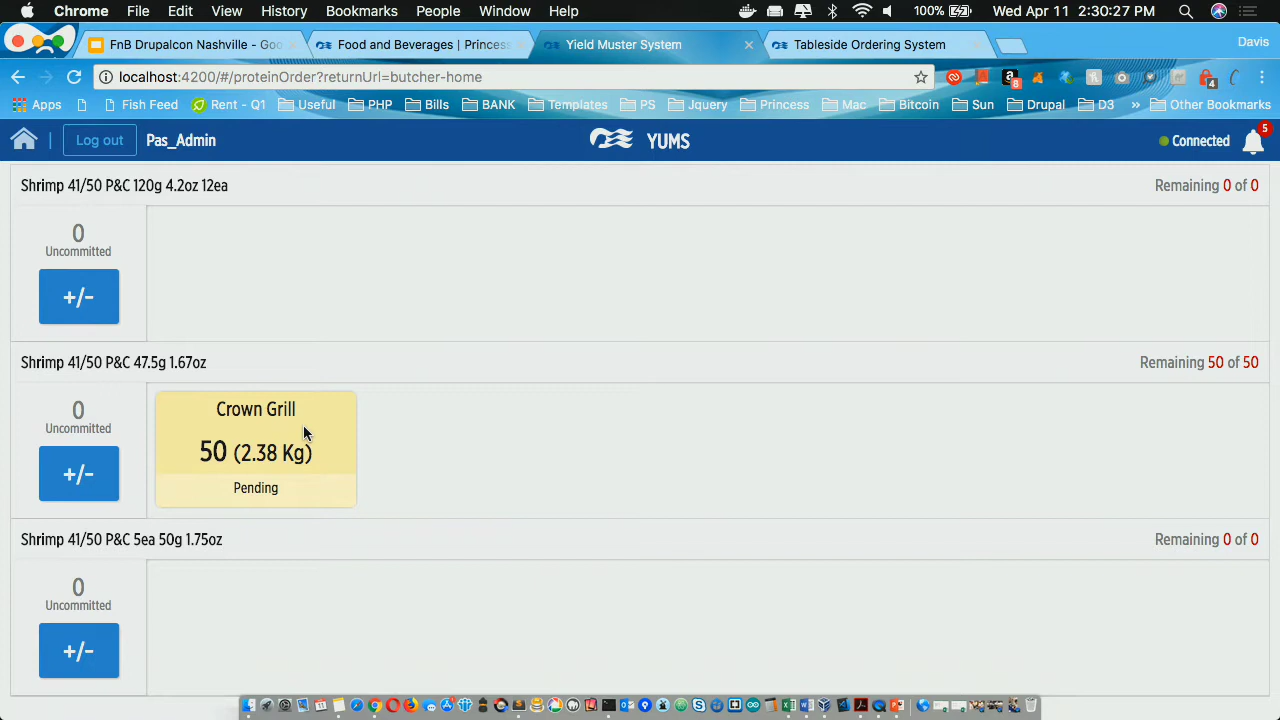 Chrome File Edit View History Bookmarks People Window Help 100% Wed Apr 11 2:30:27 PM
FnB Drupalcon Nashville - Goo Food and Beverages | Princess Yield Muster System Tableside Ordering System Davis
localhost:4200/#/proteinOrder?returnUrl=butcher-home
Apps Fish Feed Rent - Q1 Useful PHP Bills BANK Templates PS Jquery Princess Mac Bitcoin Sun Drupal D3 » Other Bookmarks
Log out Pas_Admin YUMS Connected 5
Shrimp 41/50 P&C 120g 4.2oz 12ea Remaining 0 of 0
0
Uncommitted
+/-
Shrimp 41/50 P&C 47.5g 1.67oz Remaining 50 of 50
0
Uncommitted
+/-
Crown Grill
50 (2.38 Kg)
Pending
Shrimp 41/50 P&C 5ea 50g 1.75oz Remaining 0 of 0
0
Uncommitted
+/-